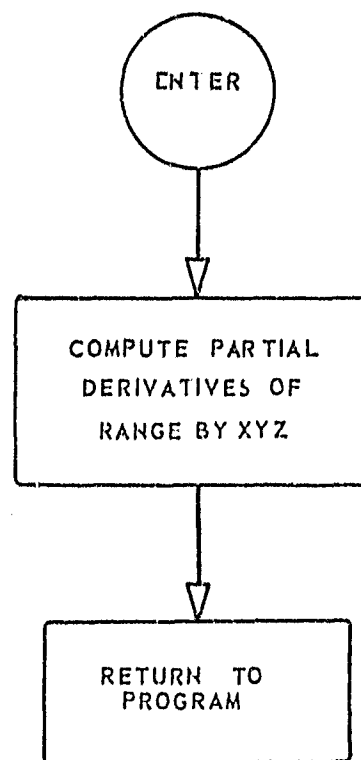 ENTER
COMPUTE PARTIAL
DERIVATIVES OF
RANGE BY XYZ
RETURN TO
PROGRAM